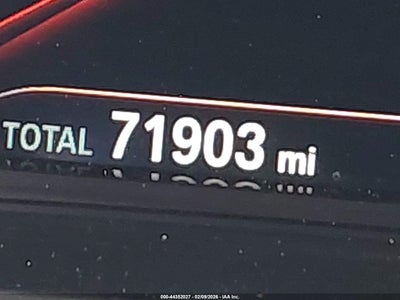 TOTAL 71903 mi
000-44352027 - 02/09/2026 - IAA Inc.